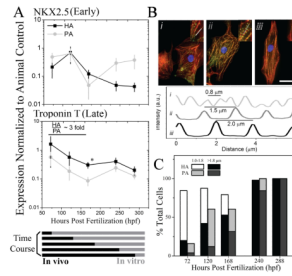 A
NKX2.5(Early)
HA
PA
1
0.1
0.01
Troponin T (Late)
HA
PA
~ 3 fold
*
1
0.1
Expression Normalized to Animal Control
50 100 150 200 250 300
Hours Post Fertilization (hpf)
Time
Course
In vivo
In vitro
B
i
ii
iii
0.8 μm
1.5 μm
2.0 μm
i
ii
iii
Intensity (a.u.)
0 2 4 6
Distance (μm)
C
HA
PA
100
80
60
40
20
0
% Total Cells
72 120 168 240 288
Hours Post Fertilization
(hpf)